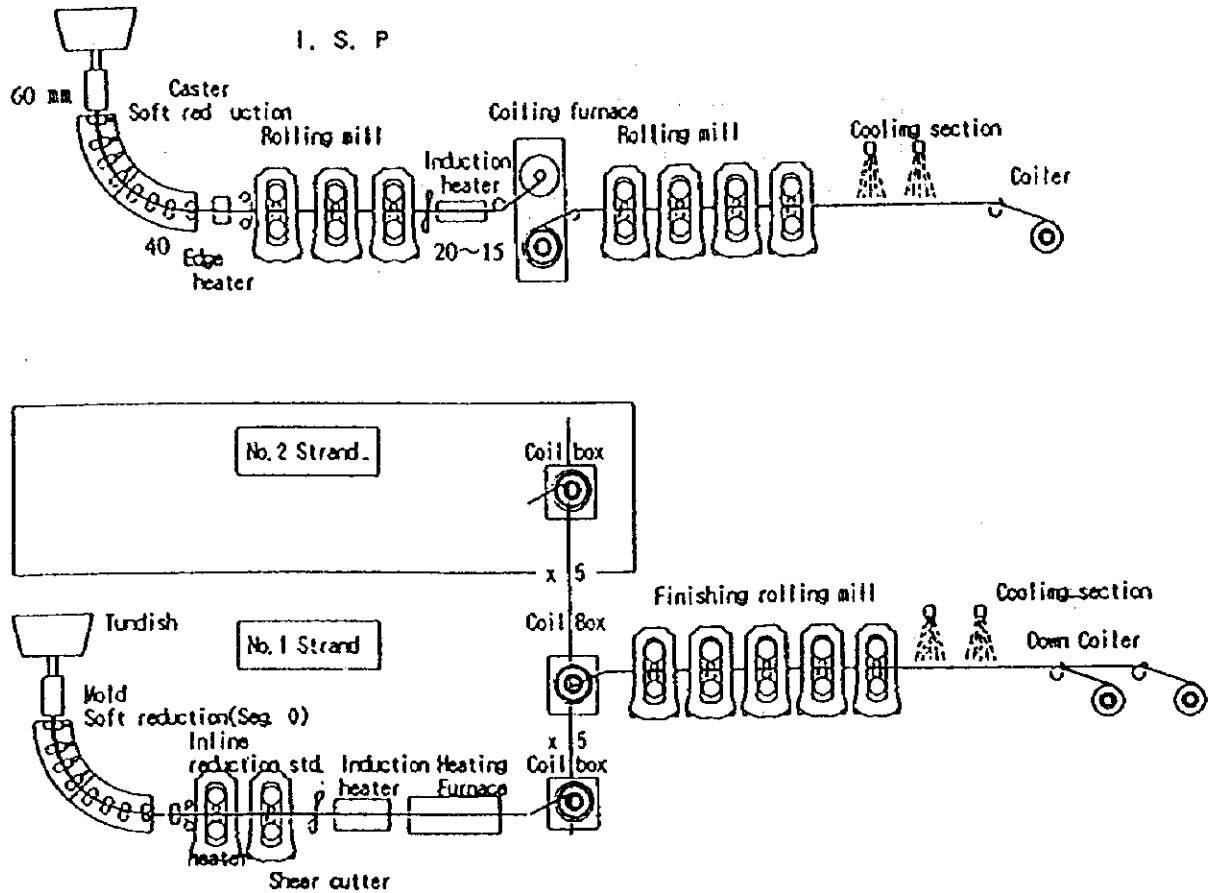 I. S. P
60 mm
Caster
Soft red uction
Rolling mill
Induction
heater
Coiling furnace
Rolling mill
Cooling section
Coiler
40
Edge
heater
20～15
No. 2 Strand
Coil box
x 5
Tundish
No. 1 Strand
Coil Box
Finishing rolling mill
Cooling section
Down Coiler
Mold
Soft reduction(Seg. 0)
Inline
reduction std.
Induction
heater
Heating
Furnace
x 5
Coil box
heater
Shear cutter